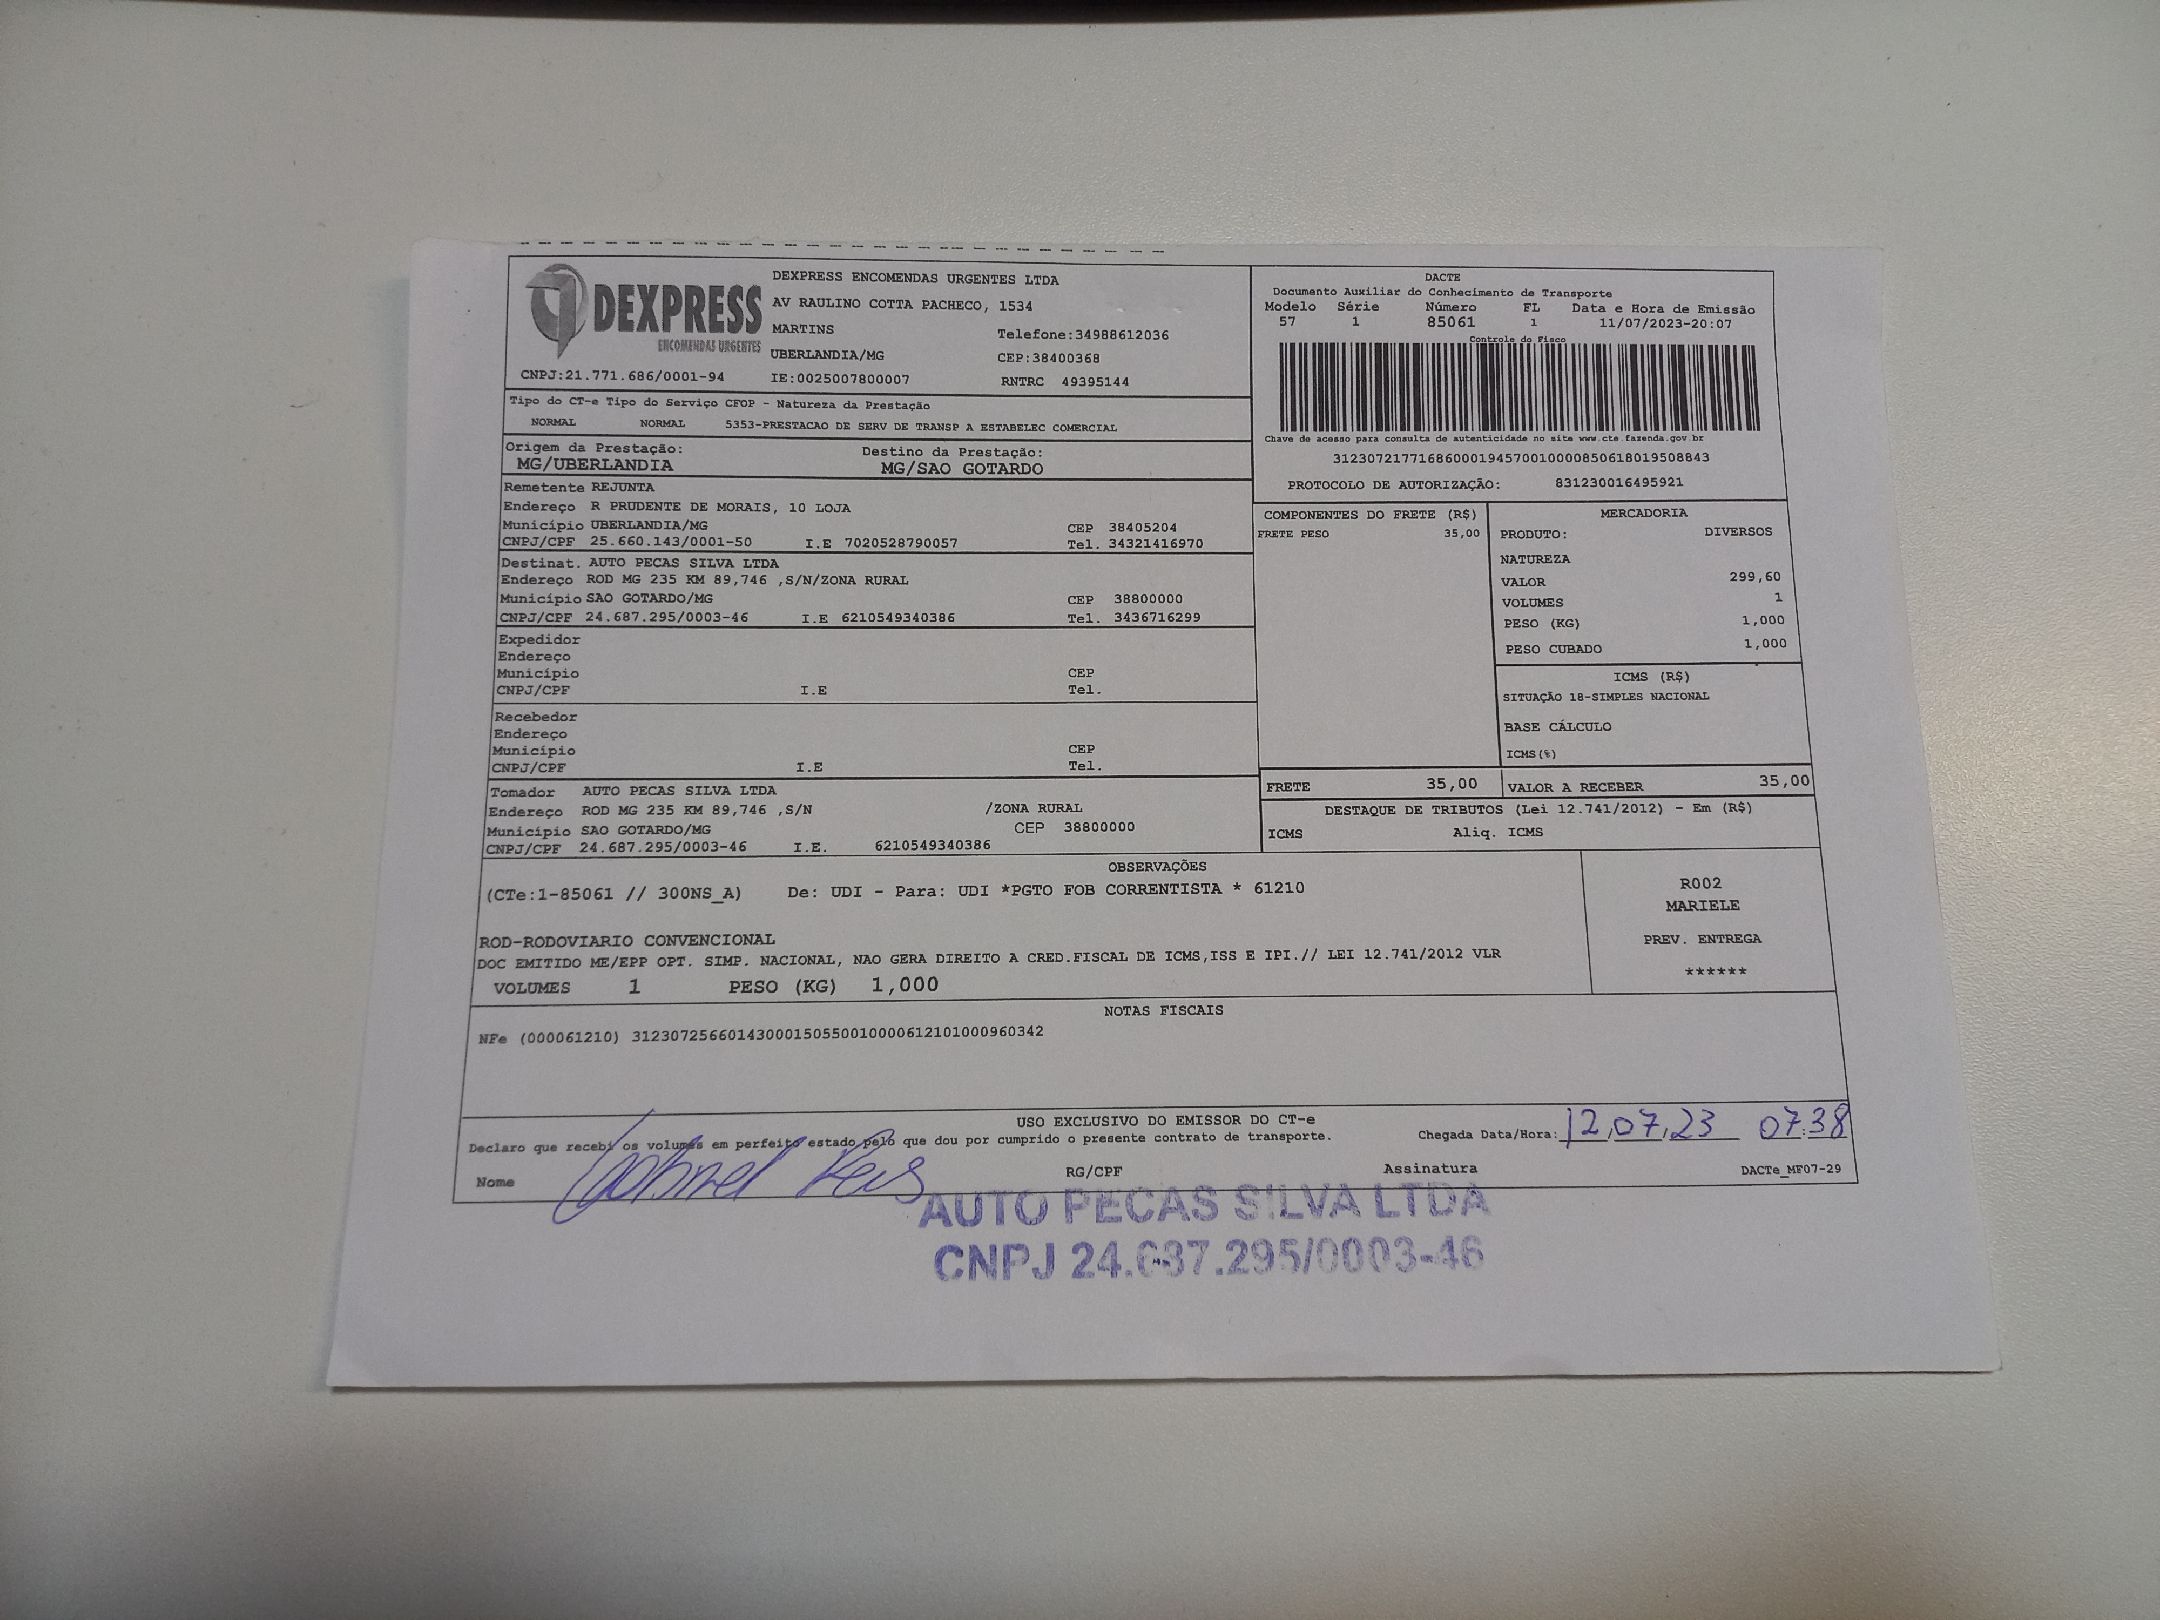 DEXPRESS
ENCOMENDAS URGENTES
CNPJ:21.771.686/0001-94
DEXPRESS ENCOMENDAS URGENTES LTDA
AV RAULINO COTTA PACHECO, 1534
MARTINS Telefone:34988612036
UBERLANDIA/MG CEP:38400368
IE:0025007800007 RNTRC 49395144
DACTE
Documento Auxiliar do Conhecimento de Transporte
Modelo Série Número FL Data e Hora de Emissão
57 1 85061 1 11/07/2023-20:07
Controle do Fisco
Chave de acesso para consulta de autenticidade no site www.cte.fazenda.gov.br
31230721771686000194570010000850618019508843
PROTOCOLO DE AUTORIZAÇÃO: 831230016495921
Tipo do CT-e Tipo do Serviço CFOP - Natureza da Prestação
NORMAL NORMAL 5353-PRESTACAO DE SERV DE TRANSP A ESTABELEC COMERCIAL
Origem da Prestação: Destino da Prestação:
MG/UBERLANDIA MG/SAO GOTARDO
Remetente REJUNTA
Endereço R PRUDENTE DE MORAIS, 10 LOJA
Município UBERLANDIA/MG CEP 38405204
CNPJ/CPF 25.660.143/0001-50 I.E 7020528790057 Tel. 34321416970
Destinat. AUTO PECAS SILVA LTDA
Endereço ROD MG 235 KM 89,746 ,S/N/ZONA RURAL
Município SAO GOTARDO/MG CEP 38800000
CNPJ/CPF 24.687.295/0003-46 I.E 6210549340386 Tel. 3436716299
Expedidor
Endereço
Município CEP
CNPJ/CPF I.E Tel.
Recebedor
Endereço
Município CEP
CNPJ/CPF I.E Tel.
Tomador AUTO PECAS SILVA LTDA
Endereço ROD MG 235 KM 89,746 ,S/N /ZONA RURAL
Município SAO GOTARDO/MG CEP 38800000
CNPJ/CPF 24.687.295/0003-46 I.E. 6210549340386
COMPONENTES DO FRETE (R$)
FRETE PESO 35,00
MERCADORIA
PRODUTO: DIVERSOS
NATUREZA
VALOR 299,60
VOLUMES 1
PESO (KG) 1,000
PESO CUBADO 1,000
ICMS (R$)
SITUAÇÃO 18-SIMPLES NACIONAL
BASE CÁLCULO
ICMS(%)
FRETE 35,00 VALOR A RECEBER 35,00
DESTAQUE DE TRIBUTOS (Lei 12.741/2012) - Em (R$)
ICMS Aliq. ICMS
OBSERVAÇÕES
(CTe:1-85061 // 300NS_A) De: UDI - Para: UDI *PGTO FOB CORRENTISTA * 61210
ROD-RODOVIARIO CONVENCIONAL
DOC EMITIDO ME/EPP OPT. SIMP. NACIONAL, NAO GERA DIREITO A CRED.FISCAL DE ICMS,ISS E IPI.// LEI 12.741/2012 VLR
VOLUMES 1 PESO (KG) 1,000
R002
MARIELE
PREV. ENTREGA
******
NOTAS FISCAIS
NFe (000061210) 31230725660143000150550010000612101000960342
USO EXCLUSIVO DO EMISSOR DO CT-e
Declaro que recebi os volumes em perfeito estado pelo que dou por cumprido o presente contrato de transporte. Chegada Data/Hora: 12/07/23 07:38
Nome Gabriel Reis RG/CPF Assinatura DACTe_MF07-29
AUTO PECAS SILVA LTDA
CNPJ 24.687.295/0003-46